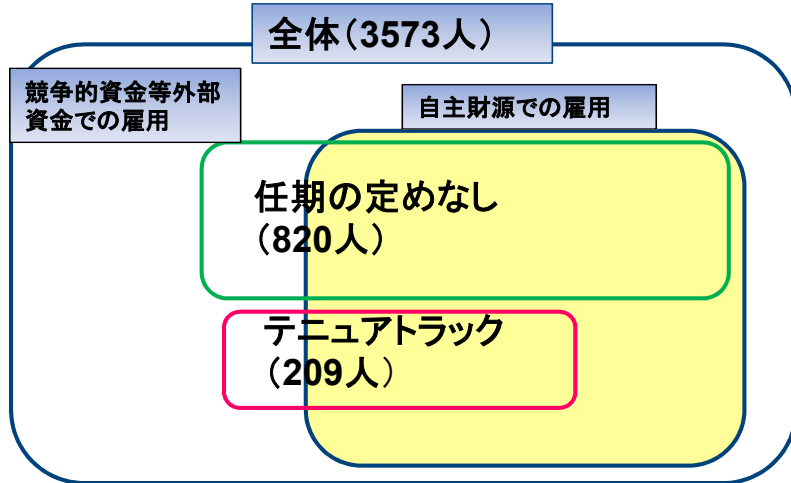 全体（3573人）
競争的資金等外部
資金での雇用
自主財源での雇用
任期の定めなし
（820人）
テニュアトラック
（209人）